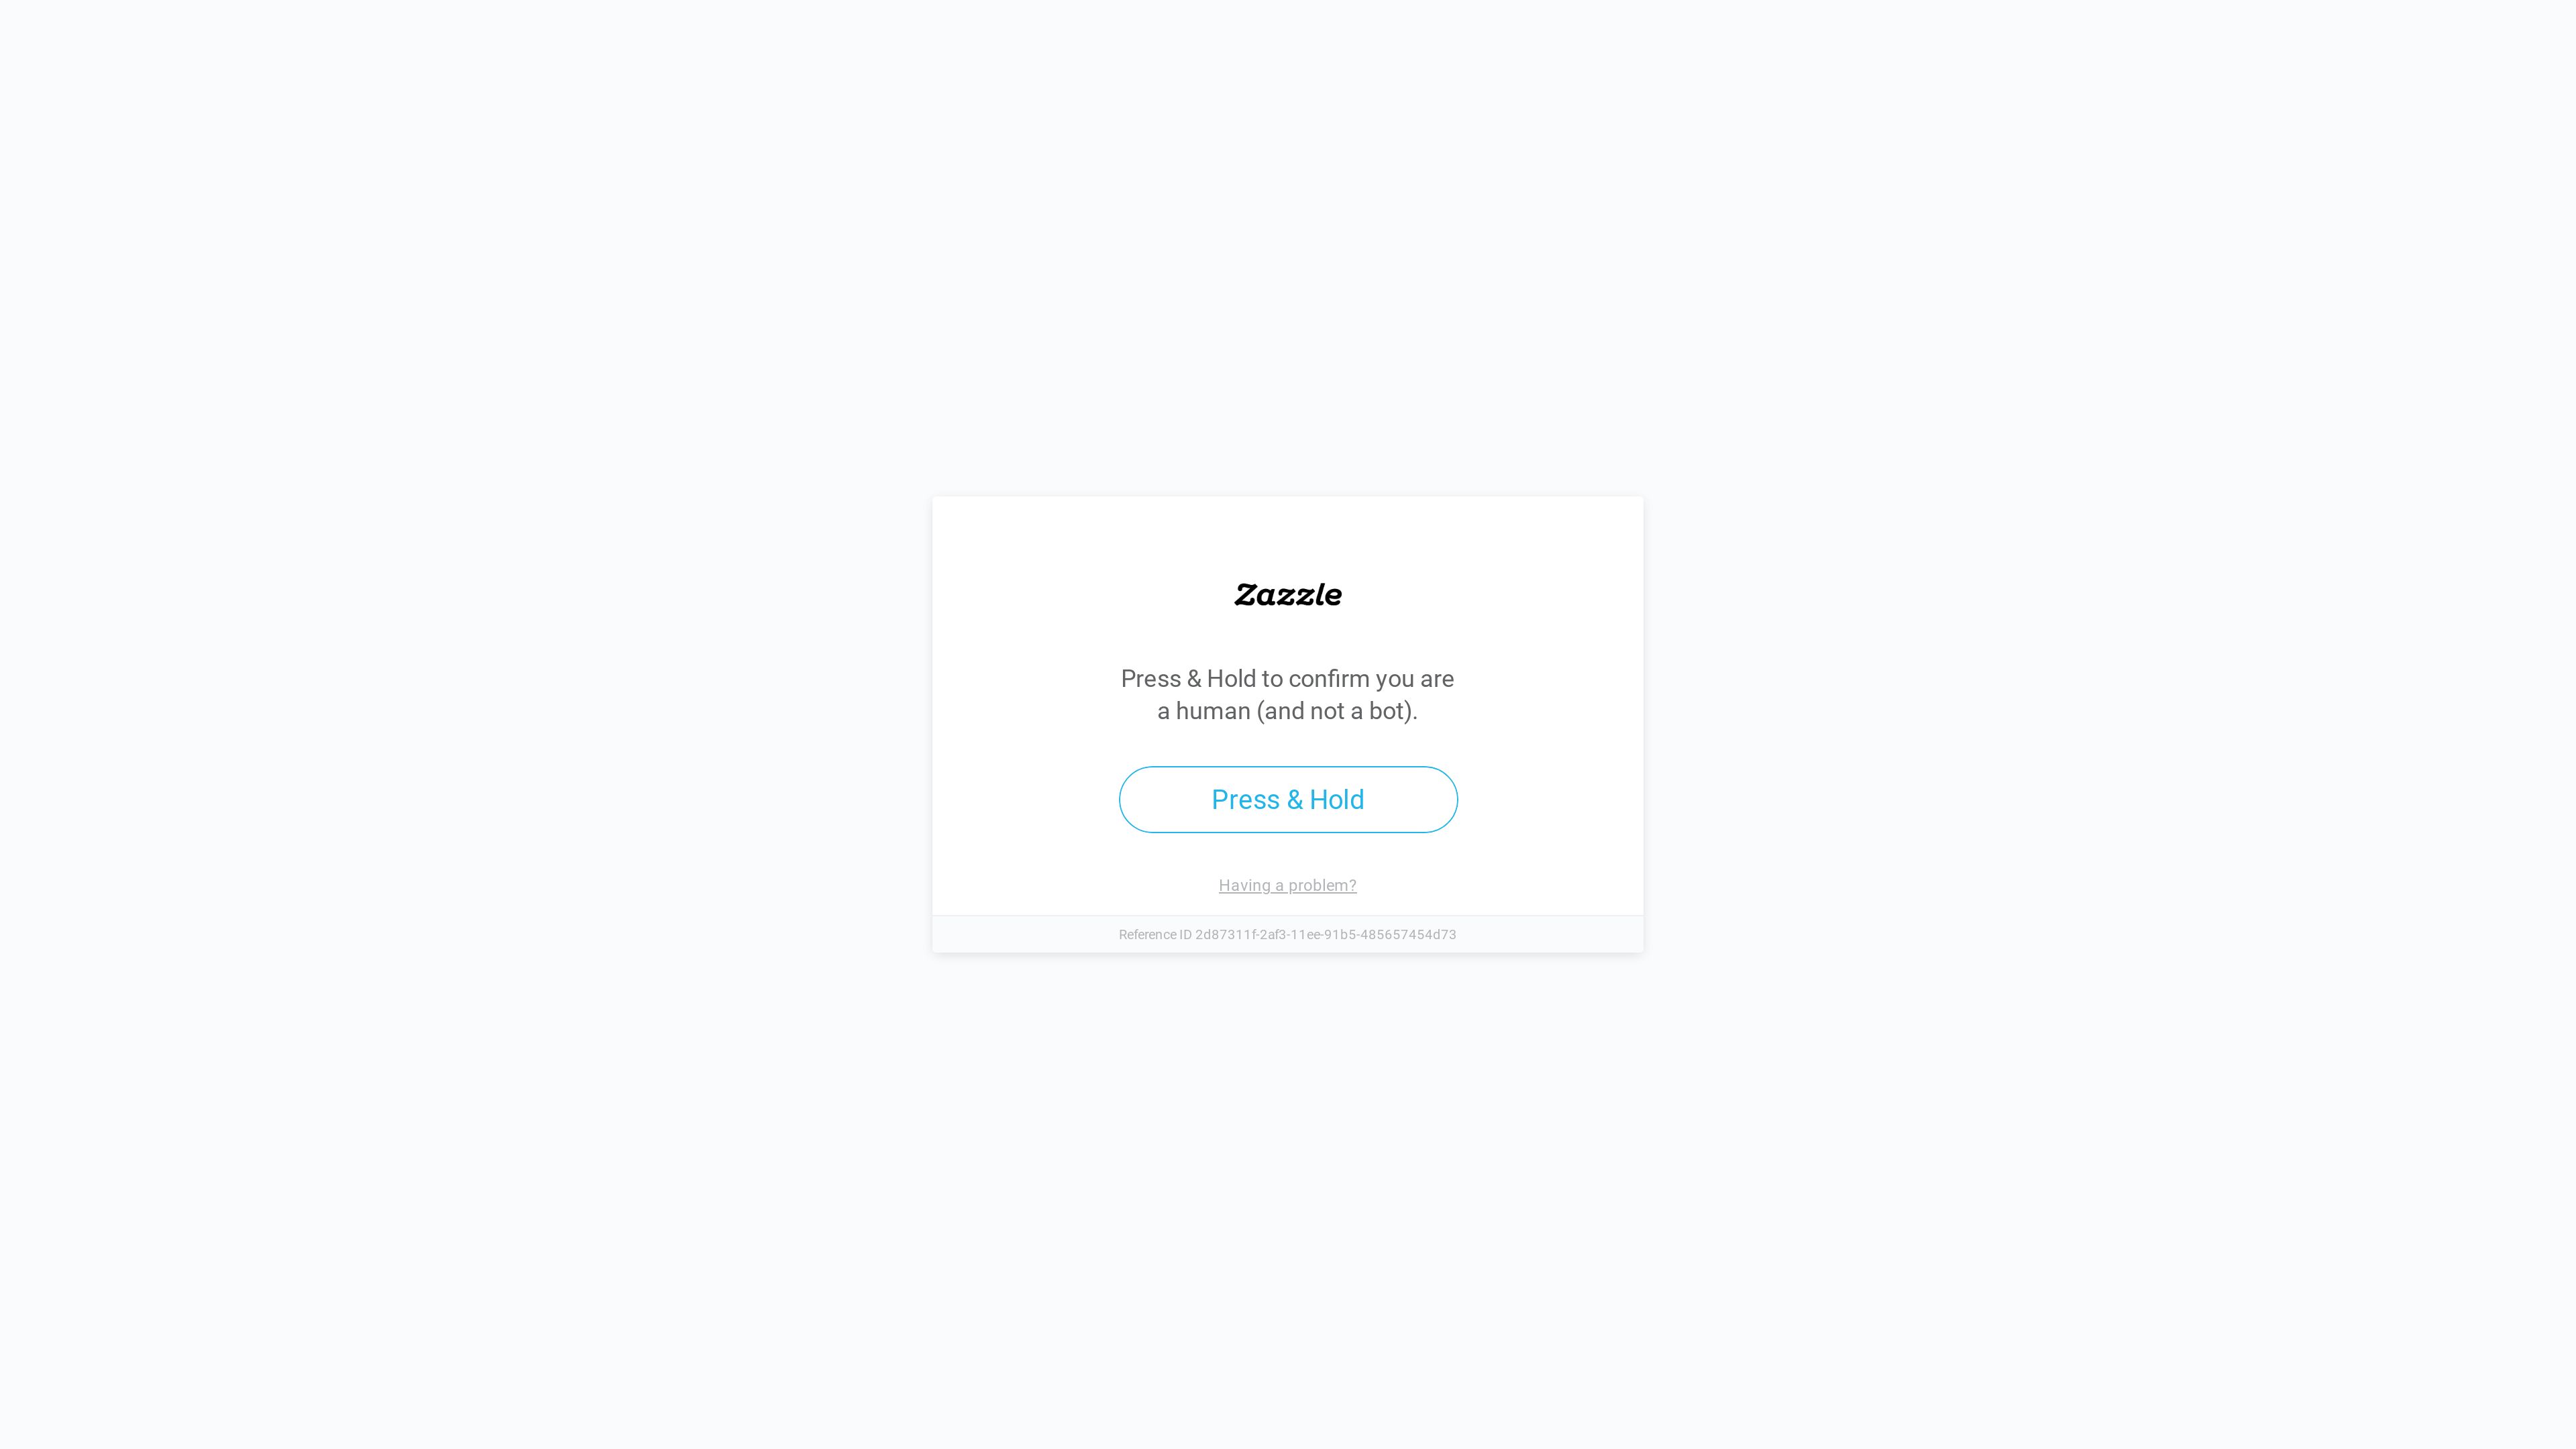 Zazzle
Press & Hold to confirm you are
a human (and not a bot).
Press & Hold
Having a problem?
Reference ID 2d87311f-2af3-11ee-91b5-485657454d73